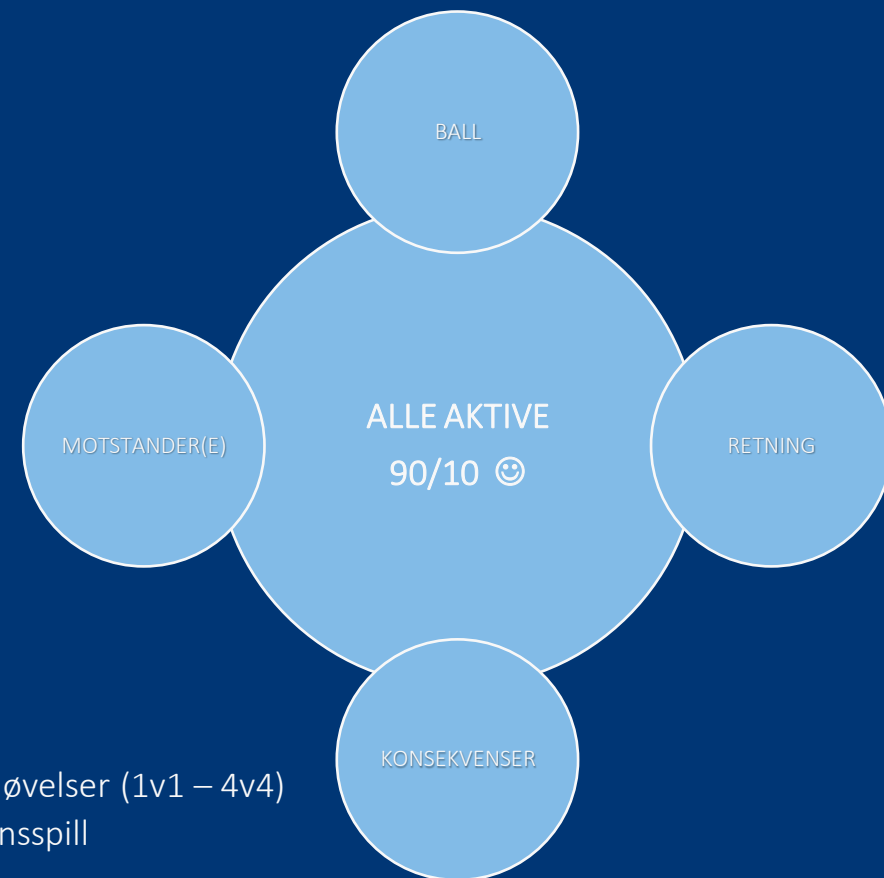 BALL
ALLE AKTIVE
90/10 ☺
MOTSTANDER(E)
RETNING
KONSEKVENSER
øvelser (1v1 – 4v4)
nsspill